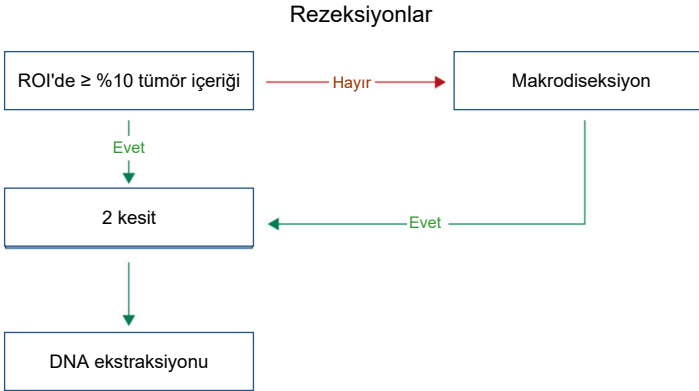 Rezeksiyonlar
ROI'de ≥ %10 tümör içeriği
Hayır
Makrodiseksiyon
Evet
2 kesit
Evet
DNA ekstraksiyonu